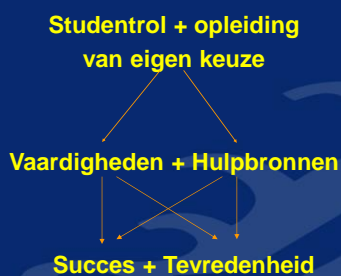 Studentrol + opleiding
van eigen keuze
Vaardigheden + Hulpbronnen
Succes + Tevredenheid